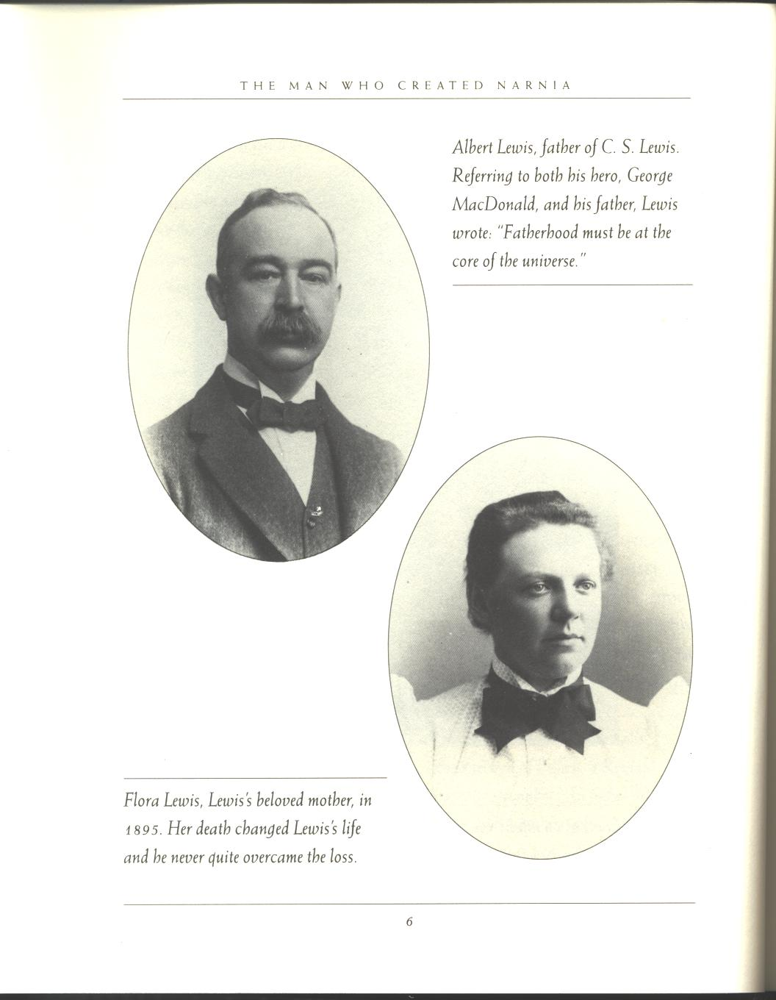 THE MAN WHO CREATED NARNIA
Albert Lewis, father of C. S. Lewis.
Referring to both his hero, George
MacDonald, and his father, Lewis
wrote: "Fatherhood must be at the
core of the universe."
Flora Lewis, Lewis's beloved mother, in
1895. Her death changed Lewis's life
and he never quite overcame the loss.
6